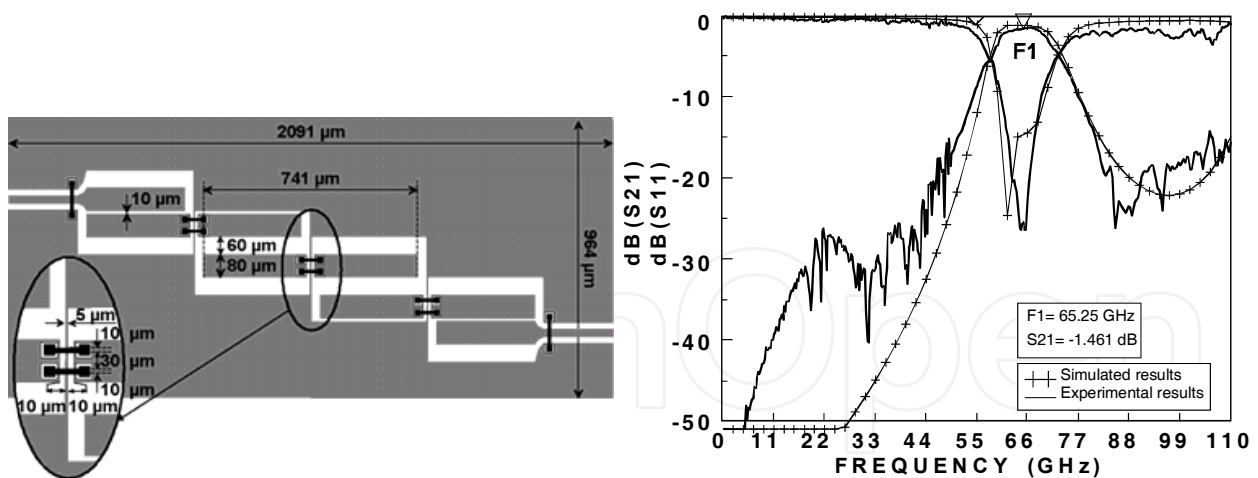 2091 µm
741 µm
10 µm
60 µm
80 µm
964 µm
5 µm
10 µm
30 µm
10 µm
10 µm 10 µm
dB(S21)
dB(S11)
0
-10
-20
-30
-40
-50
F1
F1= 65.25 GHz
S21= -1.461 dB
Simulated results
Experimental results
0 11 22 33 44 55 66 77 88 99 110
FREQUENCY (GHz)